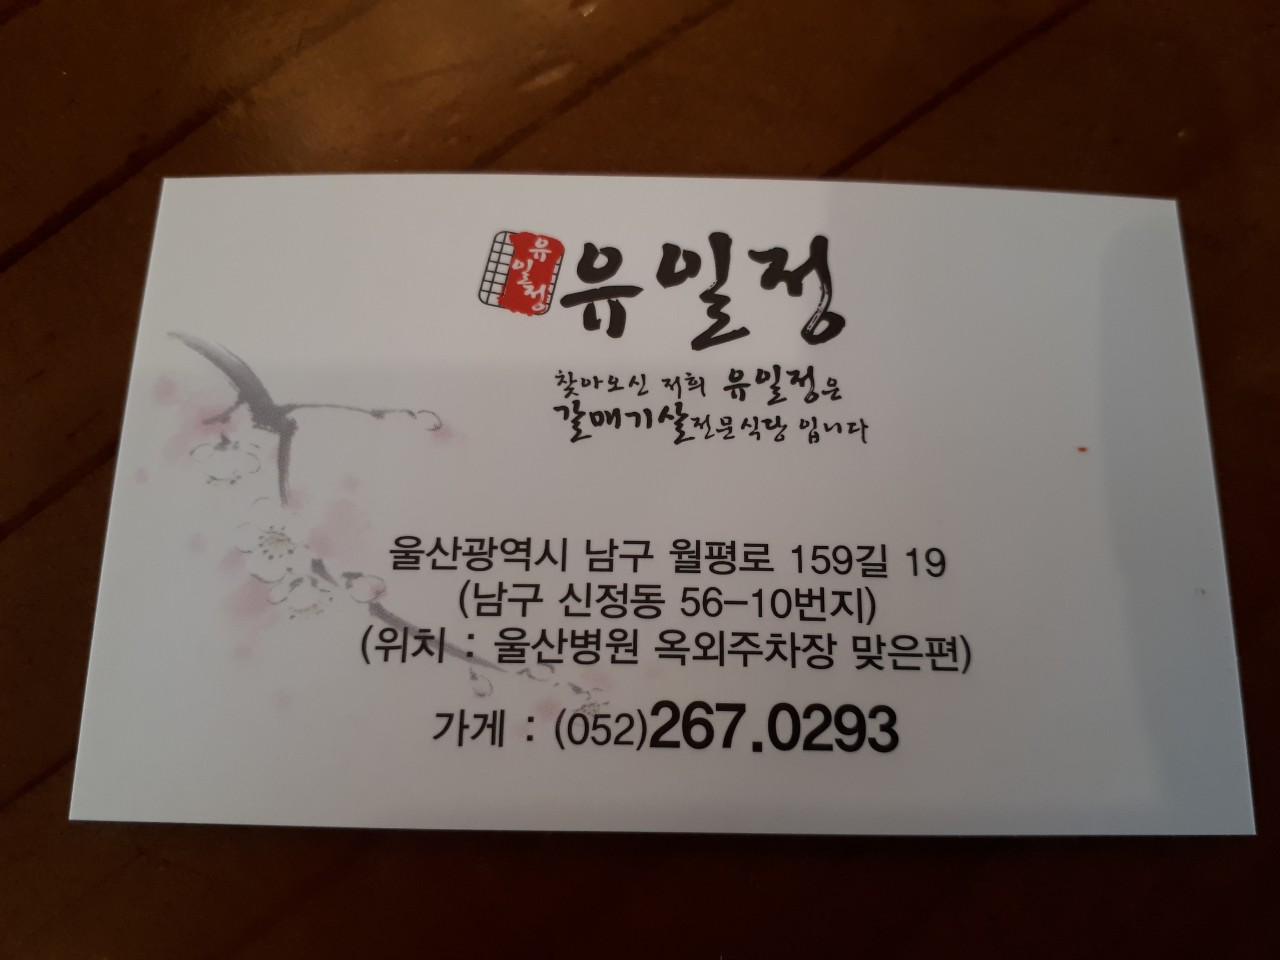 유일정
유일정
찾아오신 저희 유일정은
갈매기살전문식당 입니다
울산광역시 남구 월평로 159길 19
(남구 신정동 56-10번지)
(위치 : 울산병원 옥외주차장 맞은편)
가게 : (052)267.0293